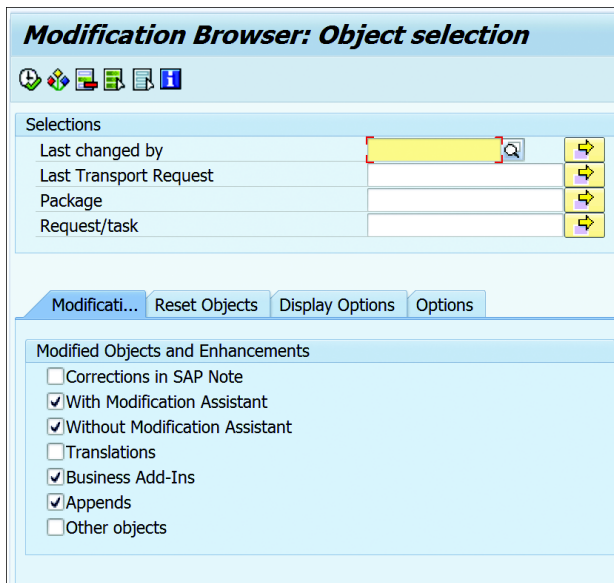 Modification Browser: Object selection
Selections
Last changed by
Last Transport Request
Package
Request/task
Modificati... Reset Objects Display Options Options
Modified Objects and Enhancements
Corrections in SAP Note
With Modification Assistant
Without Modification Assistant
Translations
Business Add-Ins
Appends
Other objects